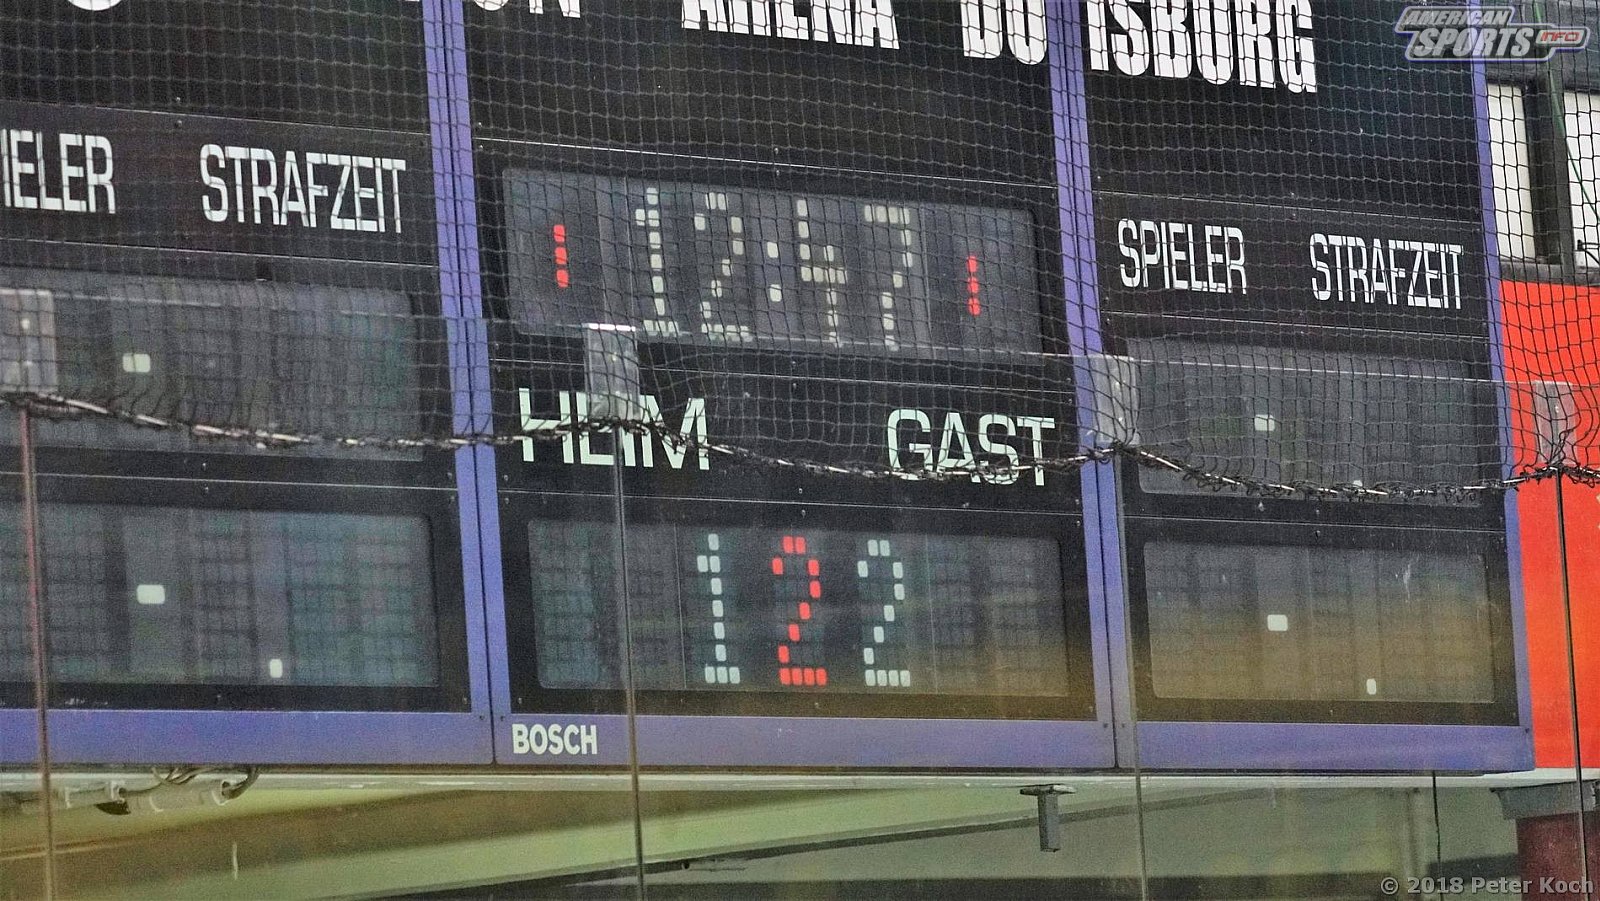 ARENA DUISBURG
AMERICAN
SPORTS INFO
STRAFZEIT
12:47
SPIELER STRAFZEIT
HEIM GAST
1 2 2
BOSCH
© 2018 Peter Koch